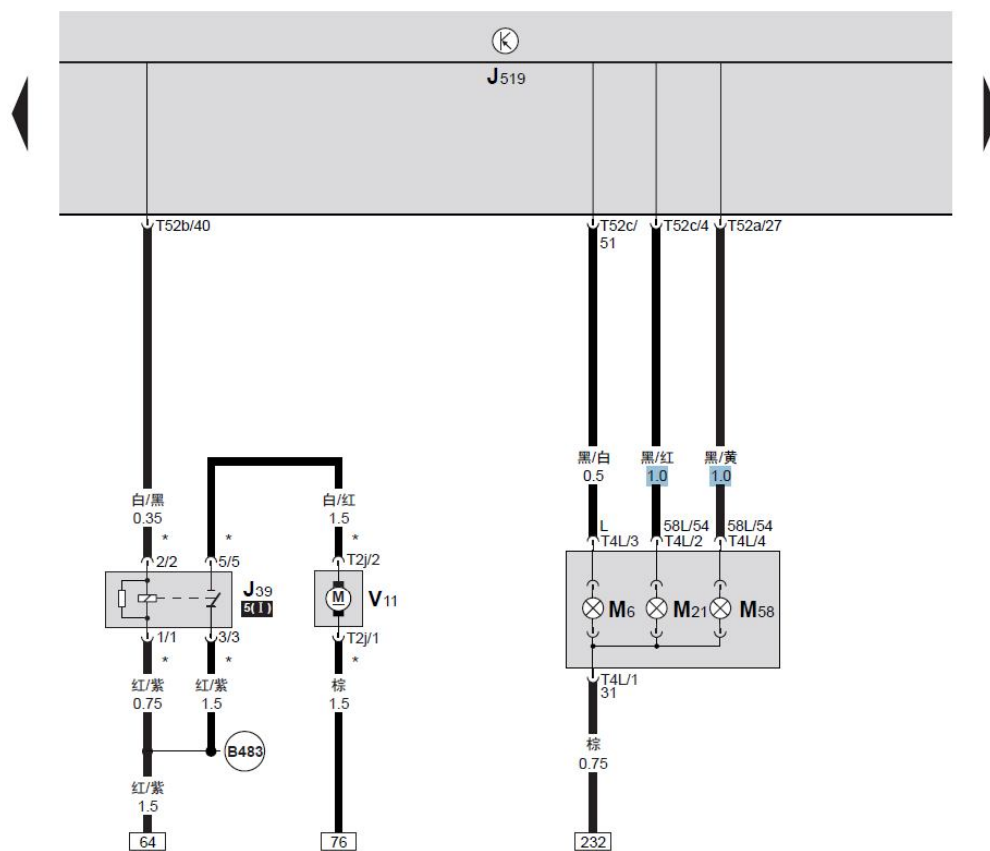 J519
T52b/40
T52c/
51
T52c/4
T52a/27
白/黑
0.35
*
*
白/红
1.5
*
黑/白
0.5
黑/红
1.0
黑/黄
1.0
2/2
5/5
T2j/2
L
T4L/3
58L/54
T4L/2
58L/54
T4L/4
J39
5(I)
M
V11
M6
M21
M58
1/1
3/3
T2j/1
*
*
*
红/紫
0.75
红/紫
1.5
棕
1.5
T4L/1
31
B483
棕
0.75
红/紫
1.5
64
76
232